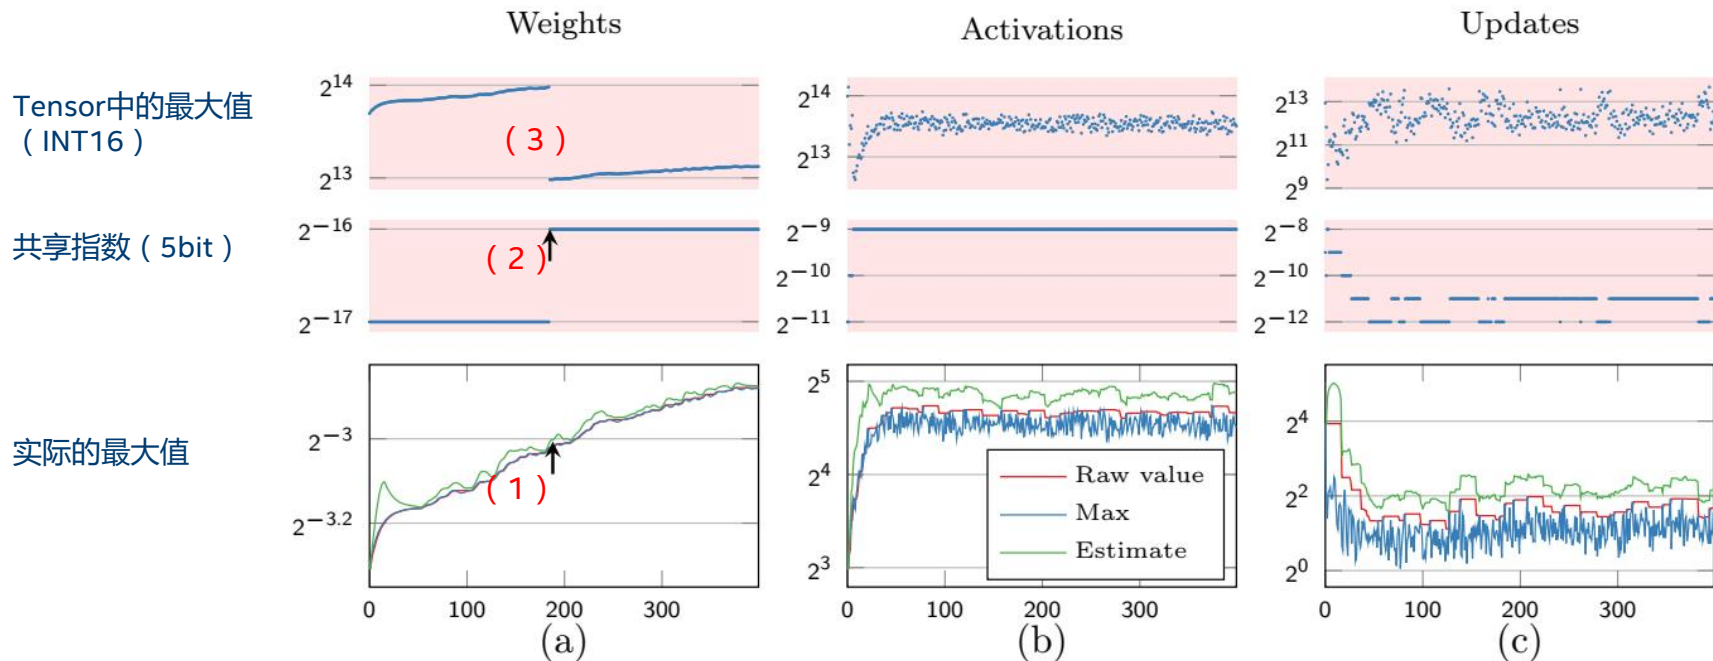 Weights
Activations
Updates
Tensor中的最大值
（INT16）
2^14
2^13
（3）
2^14
2^13
2^13
2^11
2^9
共享指数（5bit）
2^−16
2^−17
（2）
2^−9
2^−10
2^−11
2^−8
2^−10
2^−12
实际的最大值
2^−3
2^−3.2
（1）
2^5
2^4
2^3
Raw value
Max
Estimate
2^4
2^2
2^0
0 100 200 300
0 100 200 300
0 100 200 300
(a)
(b)
(c)